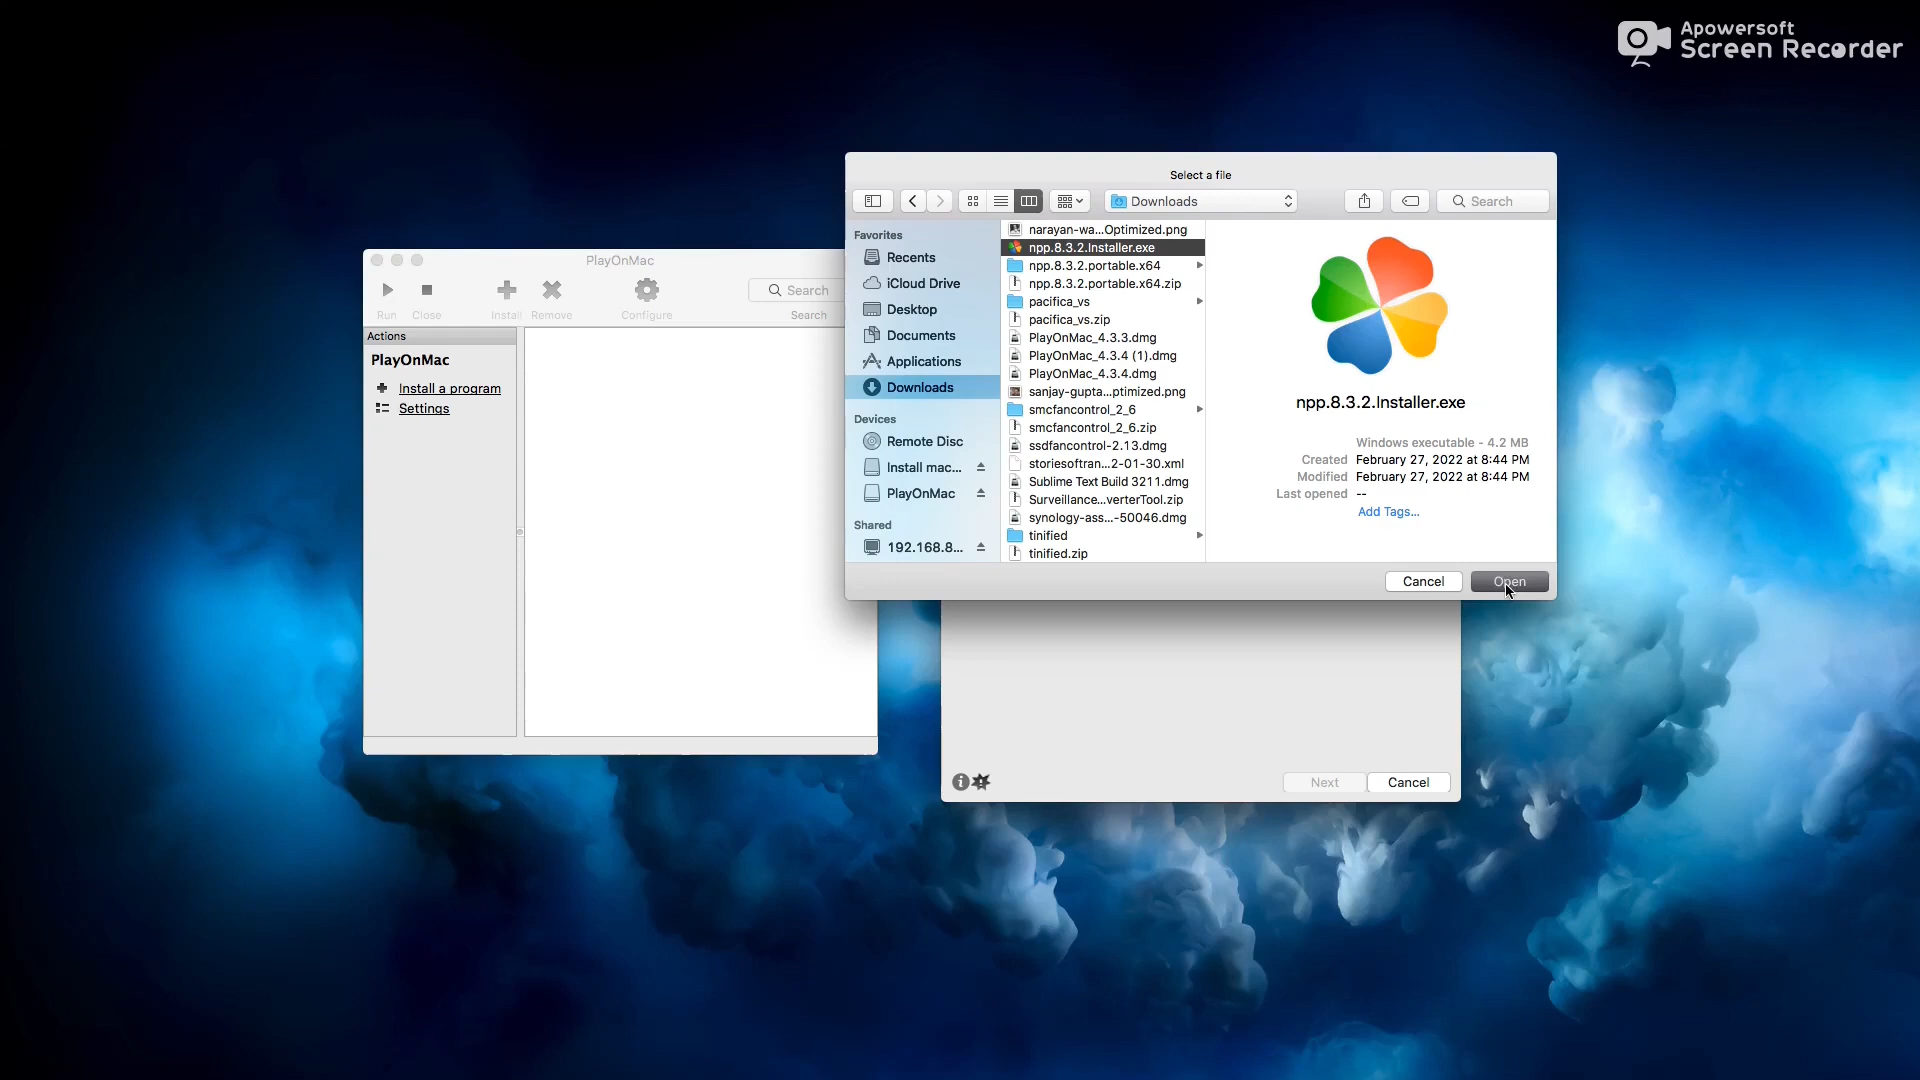 Apowersoft
Screen Recorder
Select a file
Downloads
Search
Favorites
Recents
iCloud Drive
Desktop
Documents
Applications
Downloads
Devices
Remote Disc
Install mac...
PlayOnMac
Shared
192.168.8...
narayan-wa...Optimized.png
npp.8.3.2.Installer.exe
npp.8.3.2.portable.x64
npp.8.3.2.portable.x64.zip
pacifica_vs
pacifica_vs.zip
PlayOnMac_4.3.3.dmg
PlayOnMac_4.3.4 (1).dmg
PlayOnMac_4.3.4.dmg
sanjay-gupta...ptimized.png
smcfancontrol_2_6
smcfancontrol_2_6.zip
ssdfancontrol-2.13.dmg
storiesoftran...2-01-30.xml
Sublime Text Build 3211.dmg
Surveillance...verterTool.zip
synology-ass...-50046.dmg
tinified
tinified.zip
npp.8.3.2.Installer.exe
Windows executable - 4.2 MB
Created February 27, 2022 at 8:44 PM
Modified February 27, 2022 at 8:44 PM
Last opened --
Add Tags...
Cancel
Open
PlayOnMac
Run
Close
Install
Remove
Configure
Search
Search
Actions
PlayOnMac
Install a program
Settings
Next
Cancel